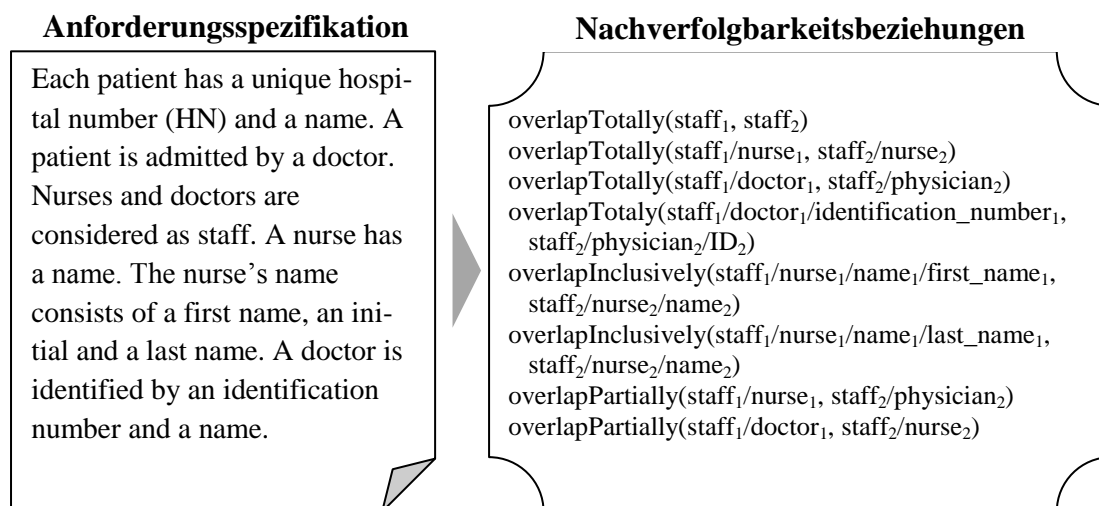 Anforderungsspezifikation
Each patient has a unique hospi-
tal number (HN) and a name. A
patient is admitted by a doctor.
Nurses and doctors are
considered as staff. A nurse has
a name. The nurse’s name
consists of a first name, an ini-
tial and a last name. A doctor is
identified by an identification
number and a name.
Nachverfolgbarkeitsbeziehungen
overlapTotally(staff₁, staff₂)
overlapTotally(staff₁/nurse₁, staff₂/nurse₂)
overlapTotally(staff₁/doctor₁, staff₂/physician₂)
overlapTotaly(staff₁/doctor₁/identification_number₁,
staff₂/physician₂/ID₂)
overlapInclusively(staff₁/nurse₁/name₁/first_name₁,
staff₂/nurse₂/name₂)
overlapInclusively(staff₁/nurse₁/name₁/last_name₁,
staff₂/nurse₂/name₂)
overlapPartially(staff₁/nurse₁, staff₂/physician₂)
overlapPartially(staff₁/doctor₁, staff₂/nurse₂)